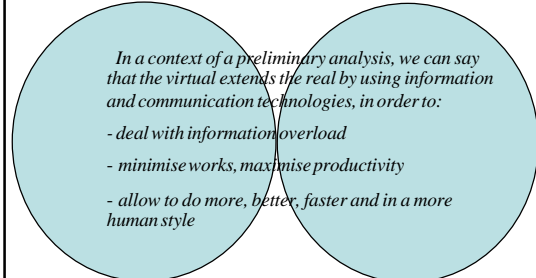 In a context of a preliminary analysis, we can say
that the virtual extends the real by using information
and communication technologies, in order to:
- deal with information overload
- minimise works, maximise productivity
- allow to do more, better, faster and in a more
human style